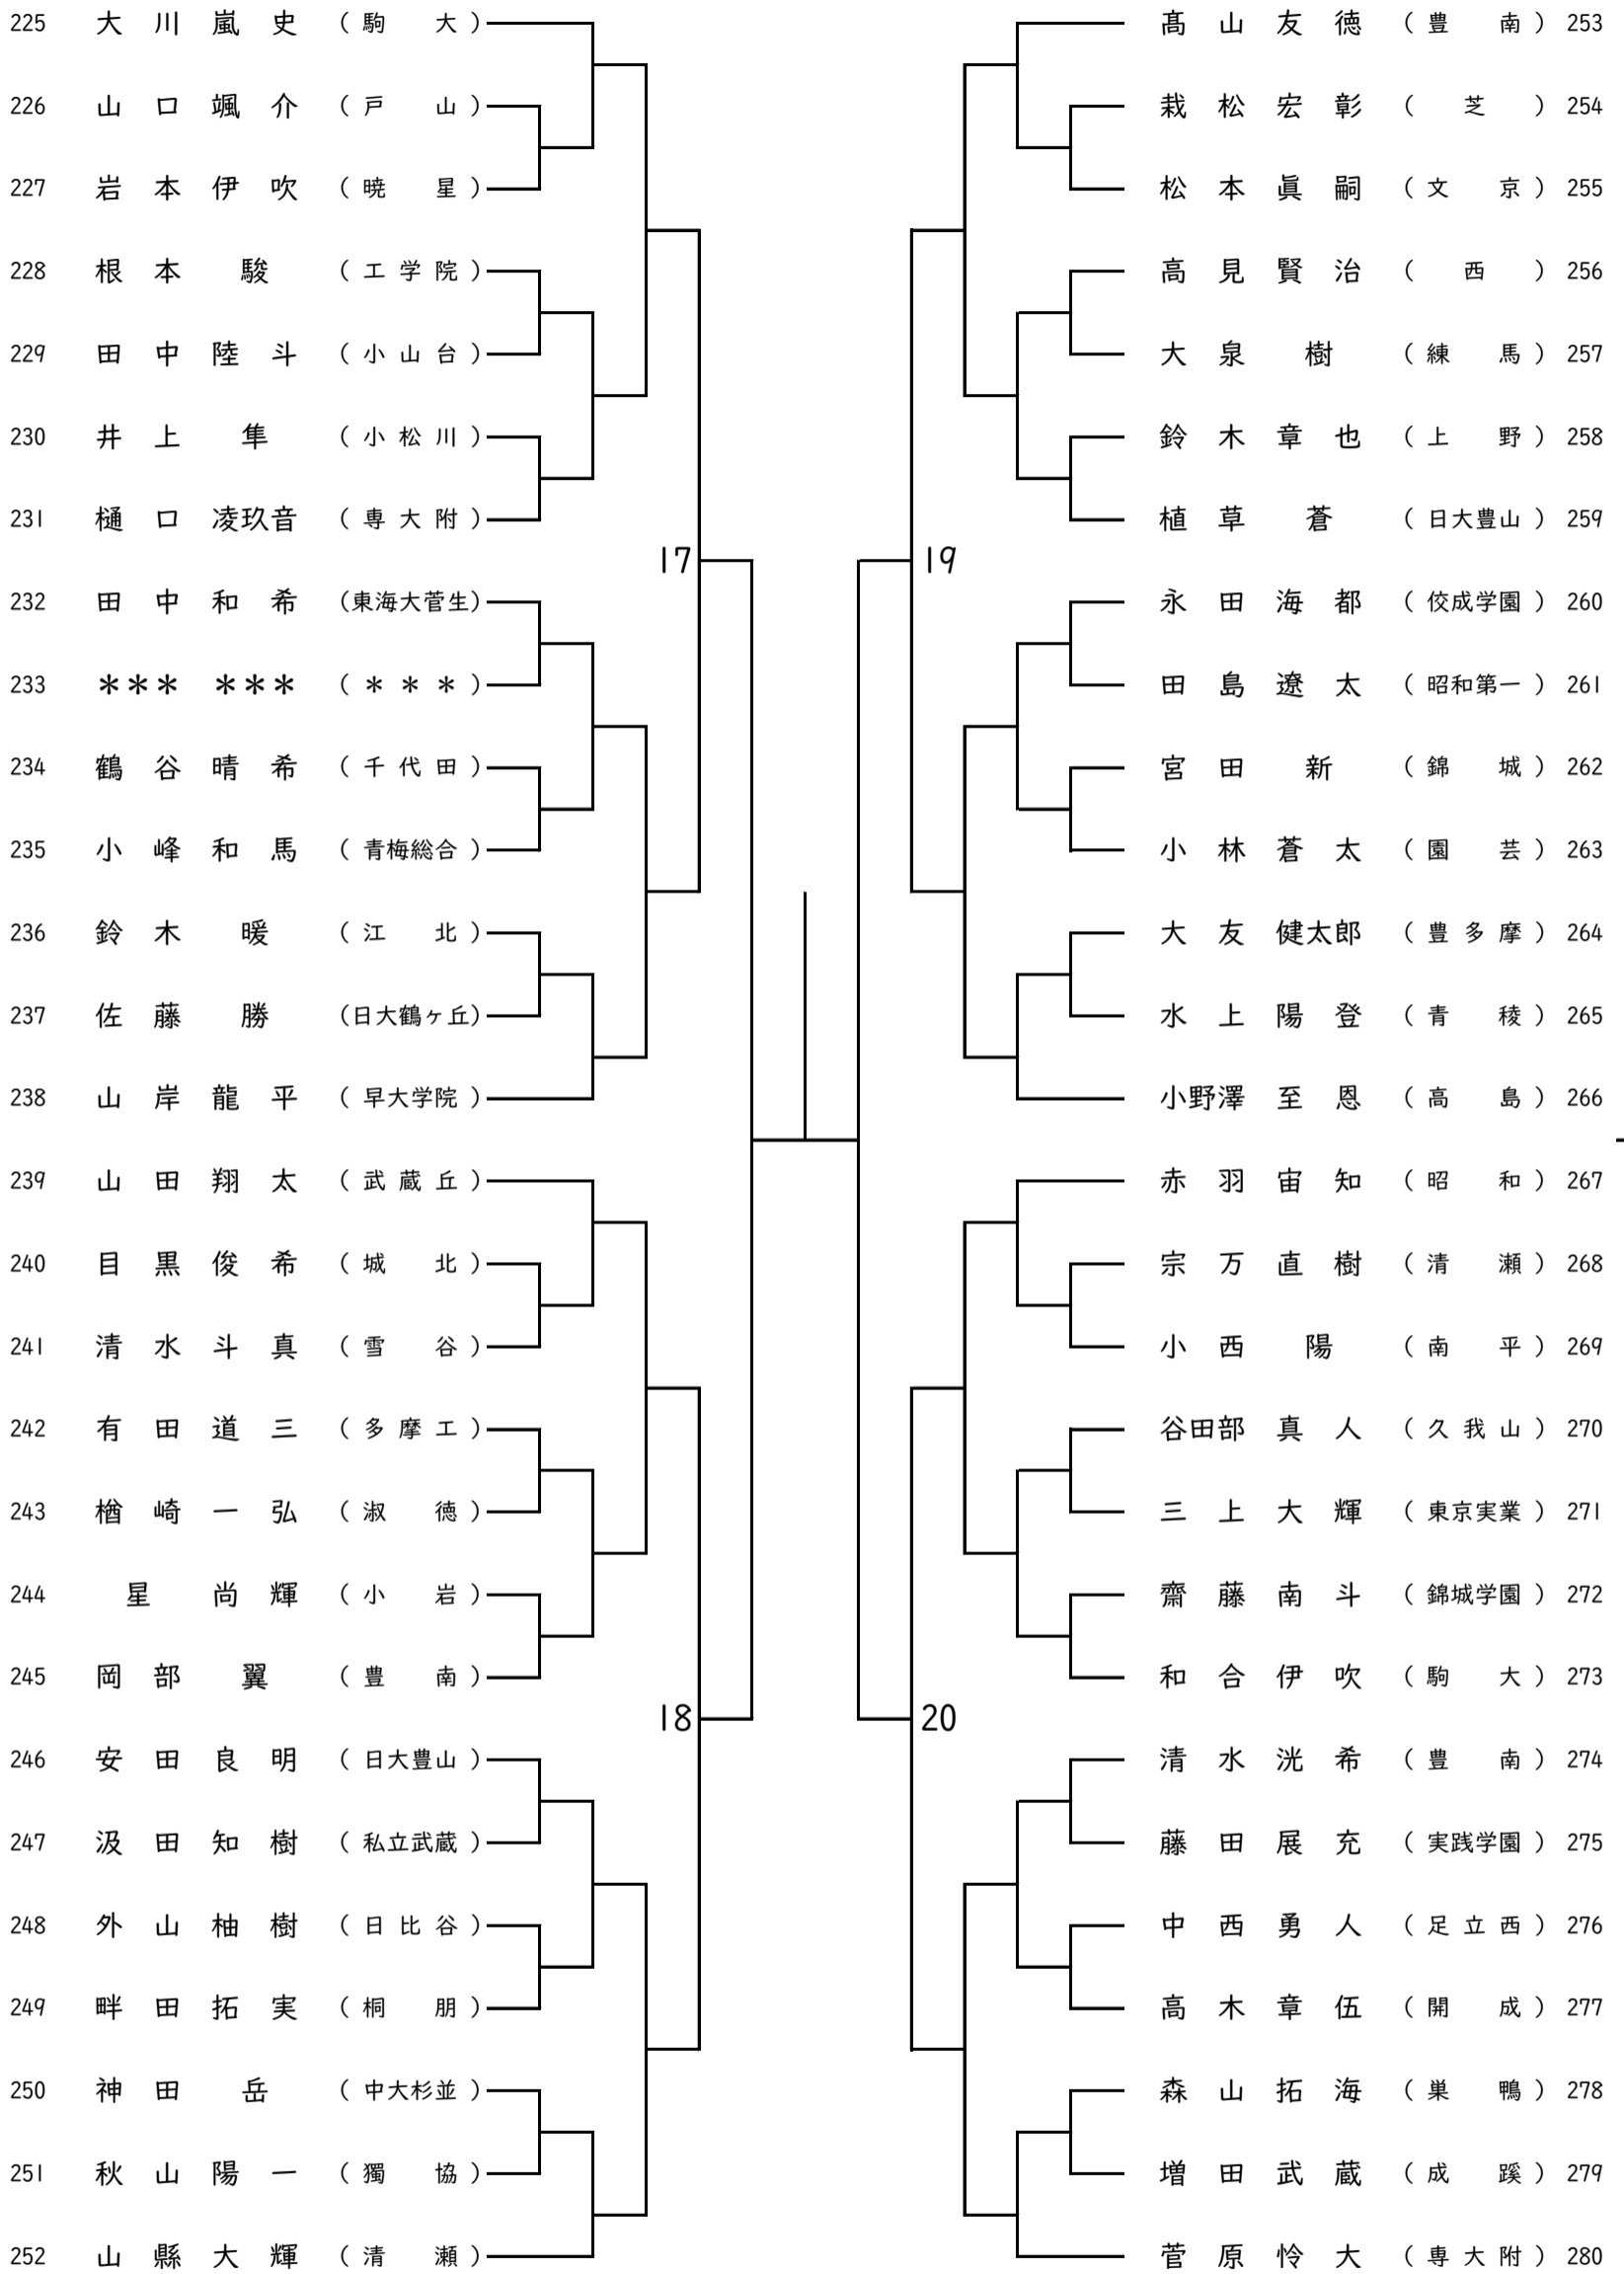 225 大川嵐史 （駒大）
226 山口颯介 （戸山）
227 岩本伊吹 （暁星）
228 根本駿 （工学院）
229 田中陸斗 （小山台）
230 井上隼 （小松川）
231 樋口凌玖音 （専大附）
17
232 田中和希 （東海大菅生）
233 *** *** （***）
234 鶴谷晴希 （千代田）
235 小峰和馬 （青梅総合）
236 鈴木暖 （江北）
237 佐藤勝 （日大鶴ヶ丘）
238 山岸龍平 （早大学院）
239 山田翔太 （武蔵丘）
240 目黒俊希 （城北）
241 清水斗真 （雪谷）
242 有田道三 （多摩工）
243 楢崎一弘 （淑徳）
244 星尚輝 （小岩）
245 岡部翼 （豊南）
18
246 安田良明 （日大豊山）
247 汲田知樹 （私立武蔵）
248 外山柚樹 （日比谷）
249 畔田拓実 （桐朋）
250 神田岳 （中大杉並）
251 秋山陽一 （獨協）
252 山縣大輝 （清瀬）
髙山友徳 （豊南） 253
栽松宏彰 （芝） 254
松本眞嗣 （文京） 255
高見賢治 （西） 256
大泉樹 （練馬） 257
鈴木章也 （上野） 258
植草蒼 （日大豊山） 259
19
永田海都 （佼成学園） 260
田島遼太 （昭和第一） 261
宮田新 （錦城） 262
小林蒼太 （園芸） 263
大友健太郎 （豊多摩） 264
水上陽登 （青稜） 265
小野澤至恩 （高島） 266
赤羽宙知 （昭和） 267
宗万直樹 （清瀬） 268
小西陽 （南平） 269
谷田部真人 （久我山） 270
三上大輝 （東京実業） 271
齋藤南斗 （錦城学園） 272
和合伊吹 （駒大） 273
20
清水洸希 （豊南） 274
藤田展充 （実践学園） 275
中西勇人 （足立西） 276
高木章伍 （開成） 277
森山拓海 （巣鴨） 278
増田武蔵 （成蹊） 279
菅原怜大 （専大附） 280